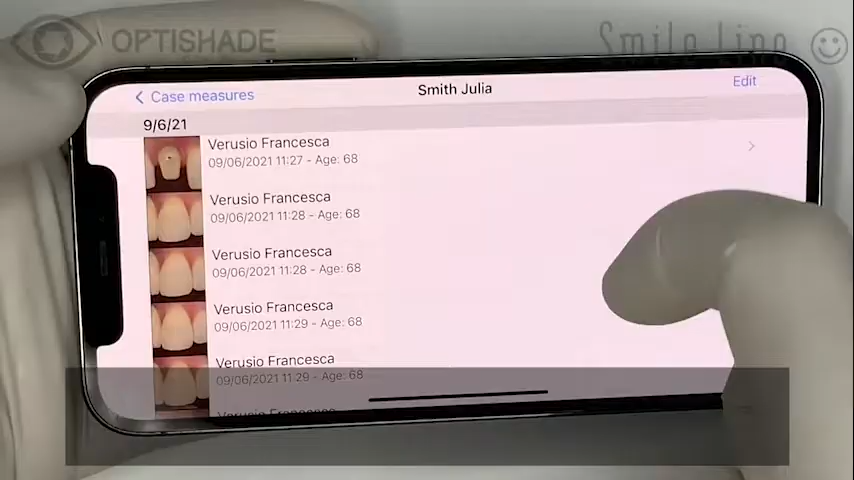 OPTISHADE
Smile Line
Case measures
Smith Julia
Edit
9/6/21
Verusio Francesca
09/06/2021 11:27 - Age: 68
Verusio Francesca
09/06/2021 11:28 - Age: 68
Verusio Francesca
09/06/2021 11:28 - Age: 68
Verusio Francesca
09/06/2021 11:29 - Age: 68
Verusio Francesca
09/06/2021 11:29 - Age: 68
Verusio Francesca